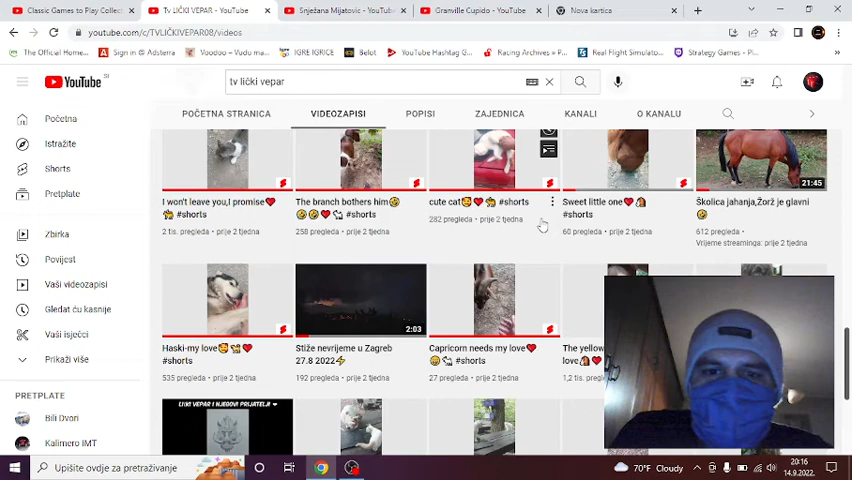 Classic Games to Play Collect
Tv LIČKI VEPAR - YouTube
Snježana Mijatovic - YouTube
Granville Cupido - YouTube
Nova kartica
youtube.com/c/TVLIČKIVEPAR08/videos
The Official Home...
Sign in @ Adsterra
Voodoo – Vudu ma...
IGRE IGRICE
Belot
YouTube Hashtag G...
Racing Archives » P...
Real Flight Simulato...
Strategy Games - Pl...
YouTube SI
tv lički vepar
POČETNA STRANICA
VIDEOZAPISI
POPISI
ZAJEDNICA
KANALI
O KANALU
Početna
Istražite
Shorts
Pretplate
Zbirka
Povijest
Vaši videozapisi
Gledat ću kasnije
Vaši isječci
Prikaži više
PRETPLATE
Bili Dvori
Kalimero IMT
I won't leave you,I promise❤️
🐈 #shorts
2 tis. pregleda • prije 2 tjedna
The branch bothers him🤣
🤣🤣❤️🐐 #shorts
258 pregleda • prije 2 tjedna
cute cat🥰❤️🐈 #shorts
282 pregleda • prije 2 tjedna
Sweet little one❤️🐴
#shorts
60 pregleda • prije 2 tjedna
21:45
Školica jahanja,Žorž je glavni
🤣
612 pregleda •
Vrijeme streaminga: prije 2 tjedna
Haski-my love🥰🐕❤️
#shorts
535 pregleda • prije 2 tjedna
2:03
Stiže nevrijeme u Zagreb
27.8 2022⚡
192 pregleda • prije 2 tjedna
Capricorn needs my love❤️
😄🐐 #shorts
27 pregleda • prije 2 tjedna
The yellow
love🐴❤️
1,2 tis.
LIČKI VEPAR I NJEGOVI PRIJATELJI
Upišite ovdje za pretraživanje
70°F Cloudy
20:16
14.9.2022.